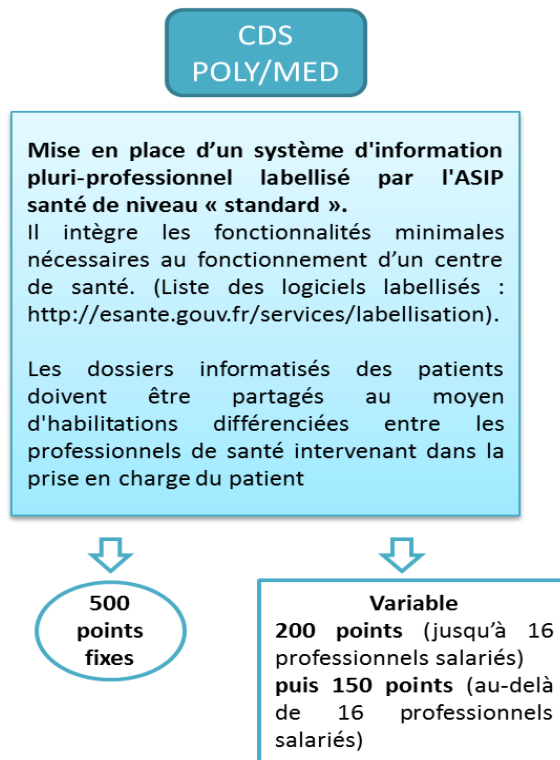 CDS
POLY/MED
Mise en place d’un système d'information
pluri-professionnel labellisé par l'ASIP
santé de niveau « standard ».
Il intègre les fonctionnalités minimales
nécessaires au fonctionnement d’un centre
de santé. (Liste des logiciels labellisés :
http://esante.gouv.fr/services/labellisation).
Les dossiers informatisés des patients
doivent être partagés au moyen
d'habilitations différenciées entre les
professionnels de santé intervenant dans la
prise en charge du patient
500
points
fixes
Variable
200 points (jusqu’à 16
professionnels salariés)
puis 150 points (au-delà
de 16 professionnels
salariés)